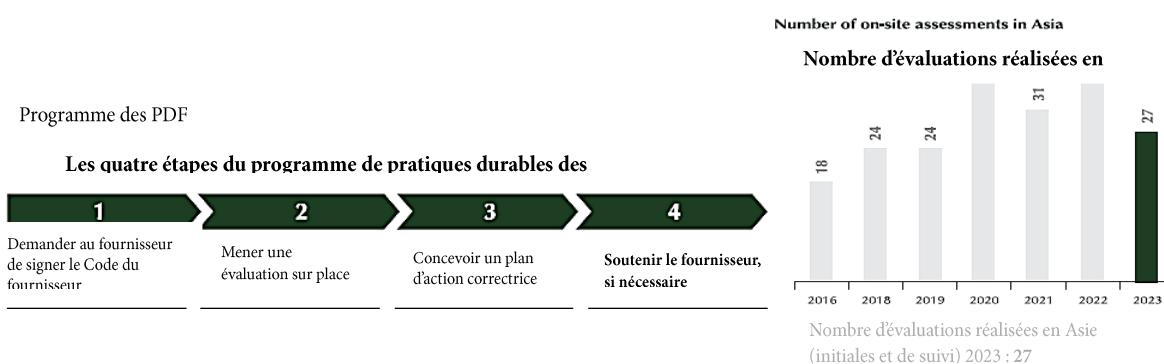 Number of on-site assessments in Asia
Nombre d’évaluations réalisées en
Programme des PDF
Les quatre étapes du programme de pratiques durables des
1
2
3
4
Demander au fournisseur
de signer le Code du
fournisseur
Mener une
évaluation sur place
Concevoir un plan
d’action correctrice
Soutenir le fournisseur,
si nécessaire
18
24
24
31
27
2016
2018
2019
2020
2021
2022
2023
Nombre d’évaluations réalisées en Asie
(initiales et de suivi) 2023 : 27